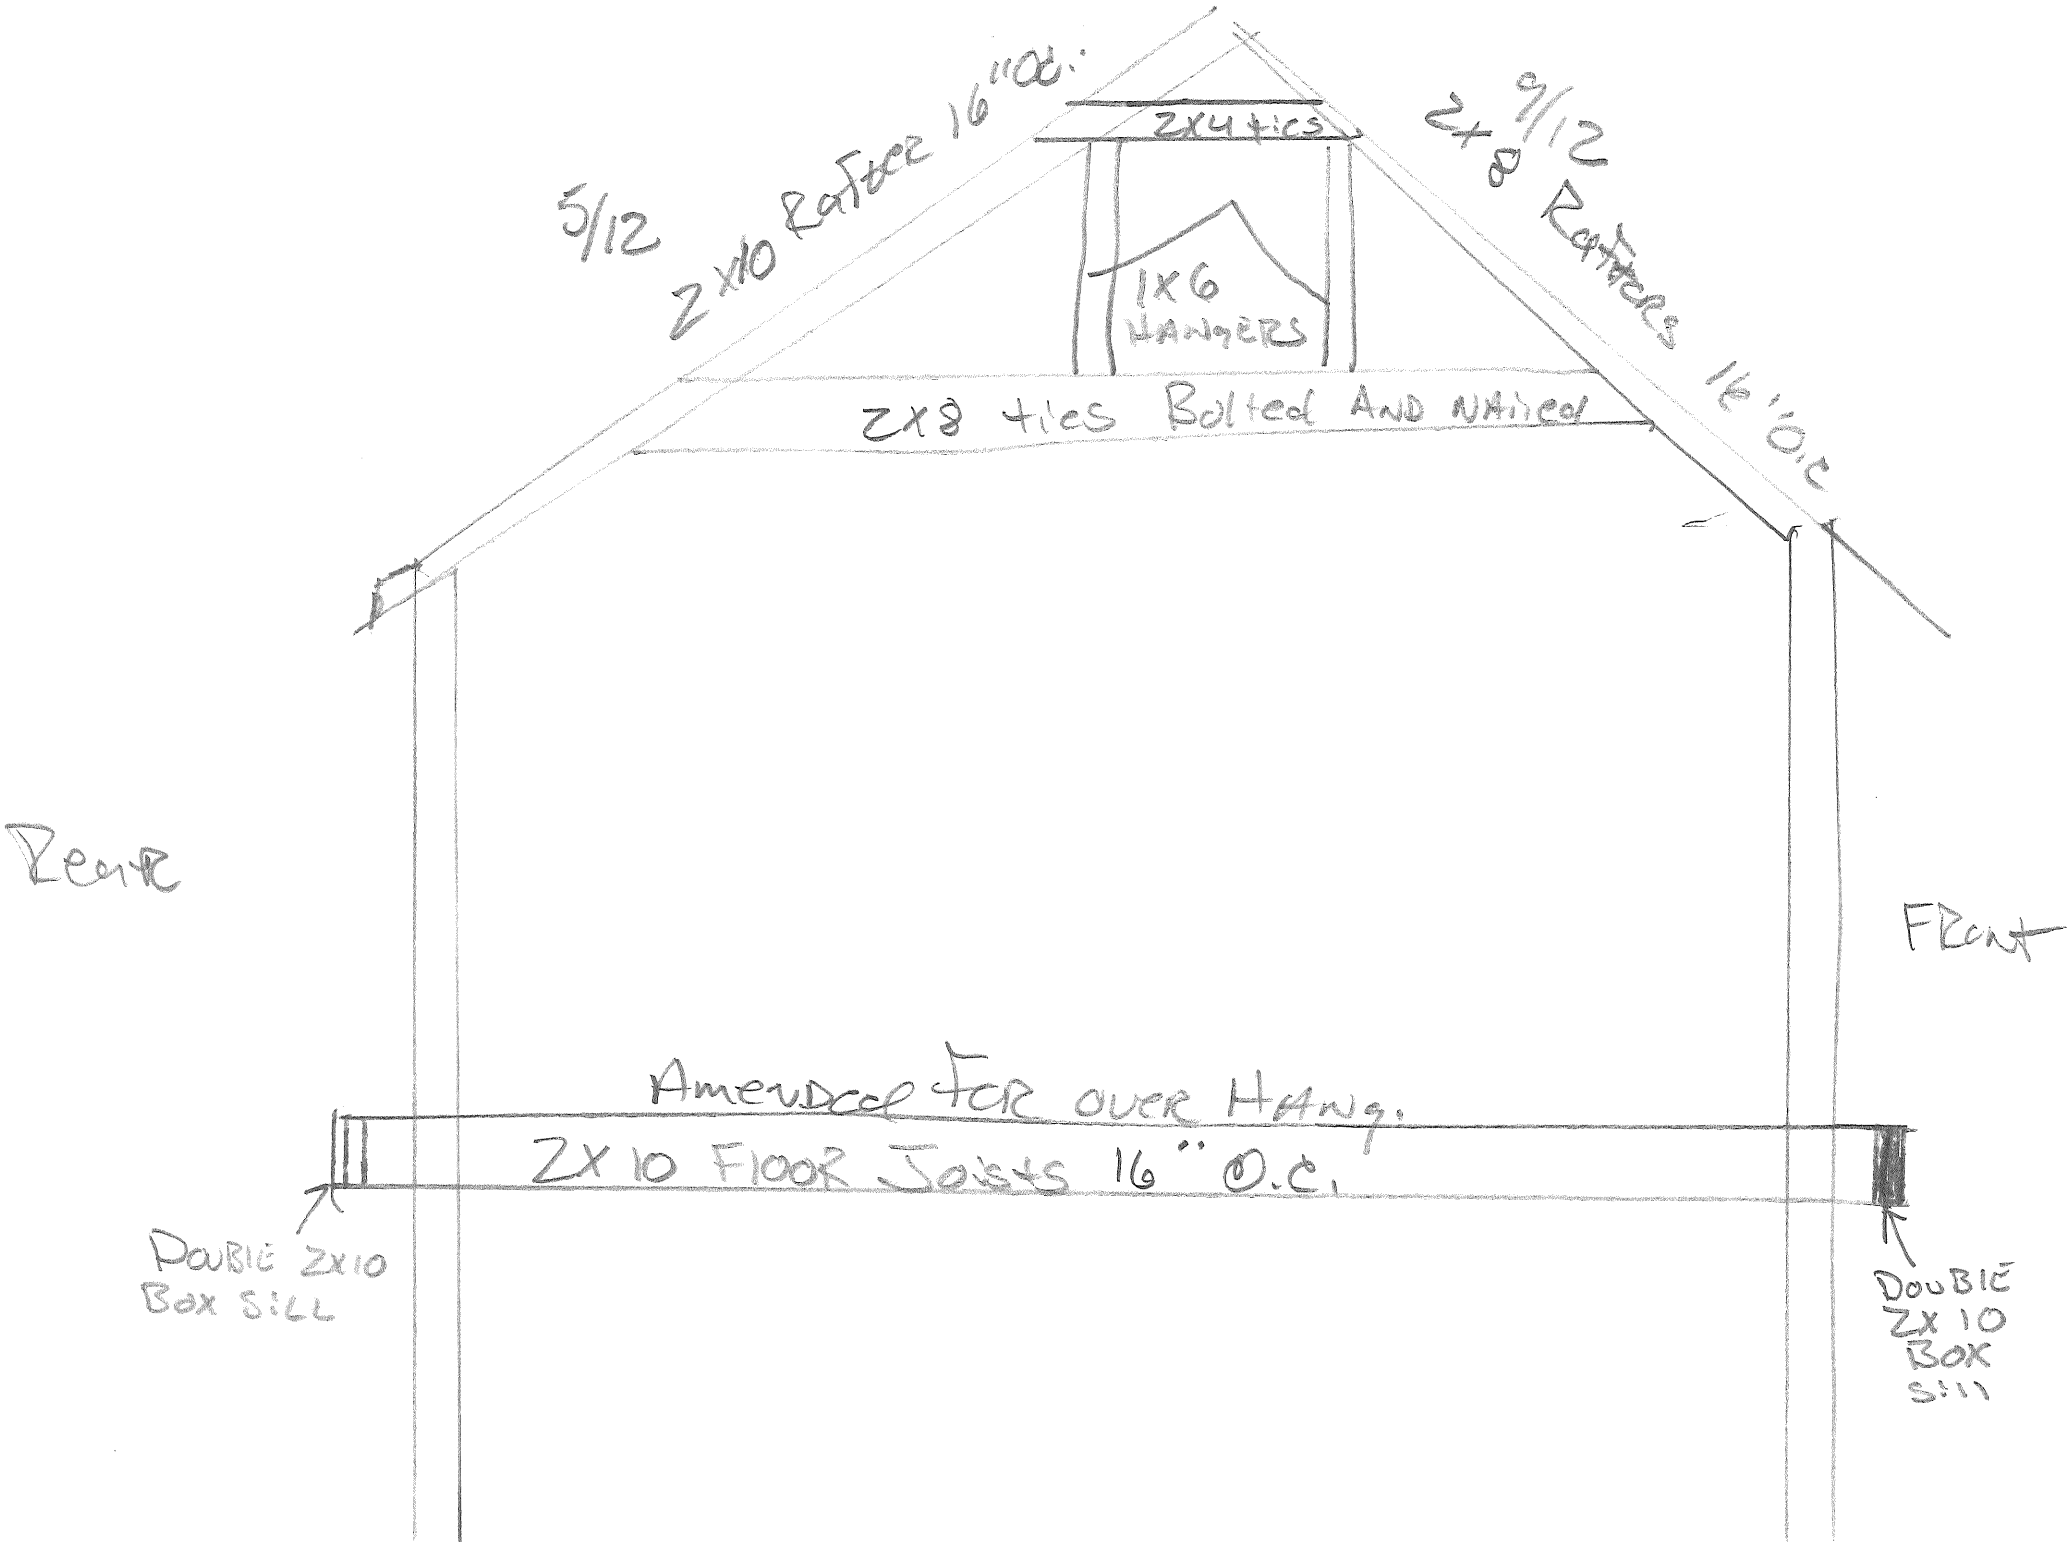 5/12
2x10 Rafter 16" O.C.
9/12
2x8 Rafters 16" O.C
2x4 ties
1x6
HANgERS
2x8 ties Bolted AND NAiled
ReaR
FRont
AmenDed FoR over HAng.
2x10 FlooR Joists 16" O.C.
DOUBlE 2x10
Box SiLL
DOUBlE
2x10
Box
Sill